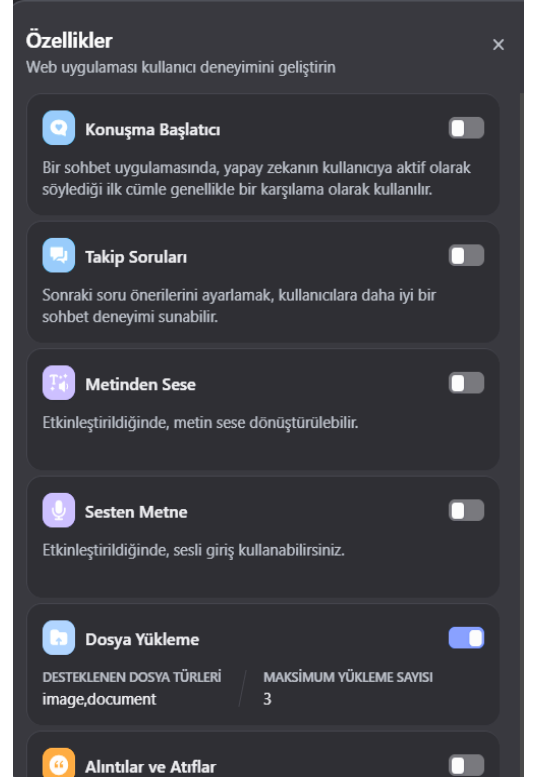 Özellikler
Web uygulaması kullanıcı deneyimini geliştirin
Konuşma Başlatıcı
Bir sohbet uygulamasında, yapay zekanın kullanıcıya aktif olarak
söylediği ilk cümle genellikle bir karşılama olarak kullanılır.
Takip Soruları
Sonraki soru önerilerini ayarlamak, kullanıcılara daha iyi bir
sohbet deneyimi sunabilir.
Metinden Sese
Etkinleştirildiğinde, metin sese dönüştürülebilir.
Sesten Metne
Etkinleştirildiğinde, sesli giriş kullanabilirsiniz.
Dosya Yükleme
DESTEKLENEN DOSYA TÜRLERİ
image,document
MAKSİMUM YÜKLEME SAYISI
3
Alıntılar ve Atıflar